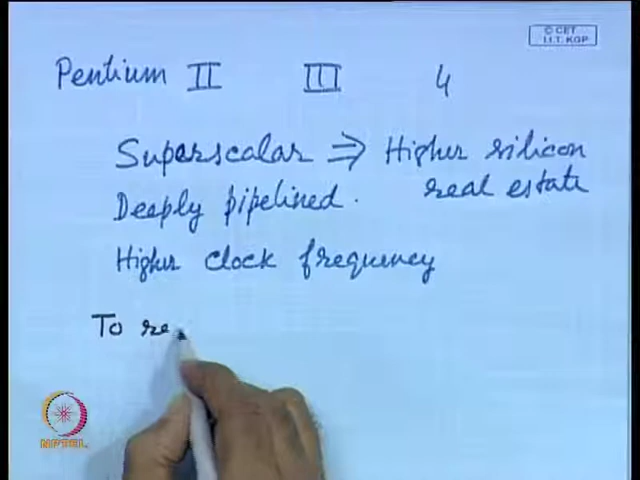 © CET
I.I.T. KGP
Pentium II III 4
Superscalar ⇒ Higher silicon
real estate
Deeply pipelined.
Higher clock frequency
To re
NPTEL